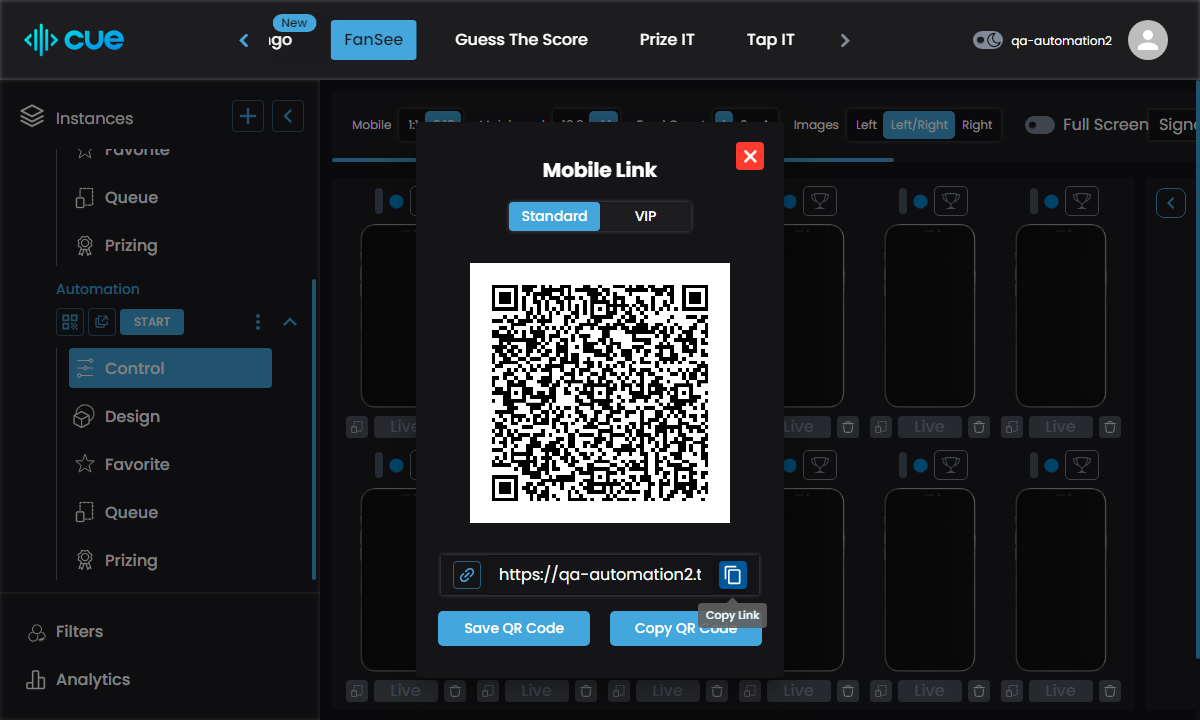 cue
New
FanSee
Guess The Score
Prize IT
Tap IT
qa-automation2
Instances
Favorite
Queue
Prizing
Automation
START
Control
Design
Favorite
Queue
Prizing
Filters
Analytics
Mobile
1:1
Images
Left
Left/Right
Right
Full Screen
Mobile Link
Standard
VIP
https://qa-automation2.t
Copy Link
Save QR Code
Copy QR Code
Live
Live
Live
Live
Live
Live
Live
Live
Live
Live